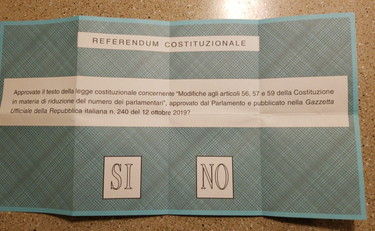 REFERENDUM COSTITUZIONALE
Approvate il testo della legge costituzionale concernente "Modifiche agli articoli 56, 57 e 59 della Costituzione
in materia di riduzione del numero dei parlamentari", approvato dal Parlamento e pubblicato nella Gazzetta
Ufficiale della Repubblica italiana n. 240 del 12 ottobre 2019?
SI NO